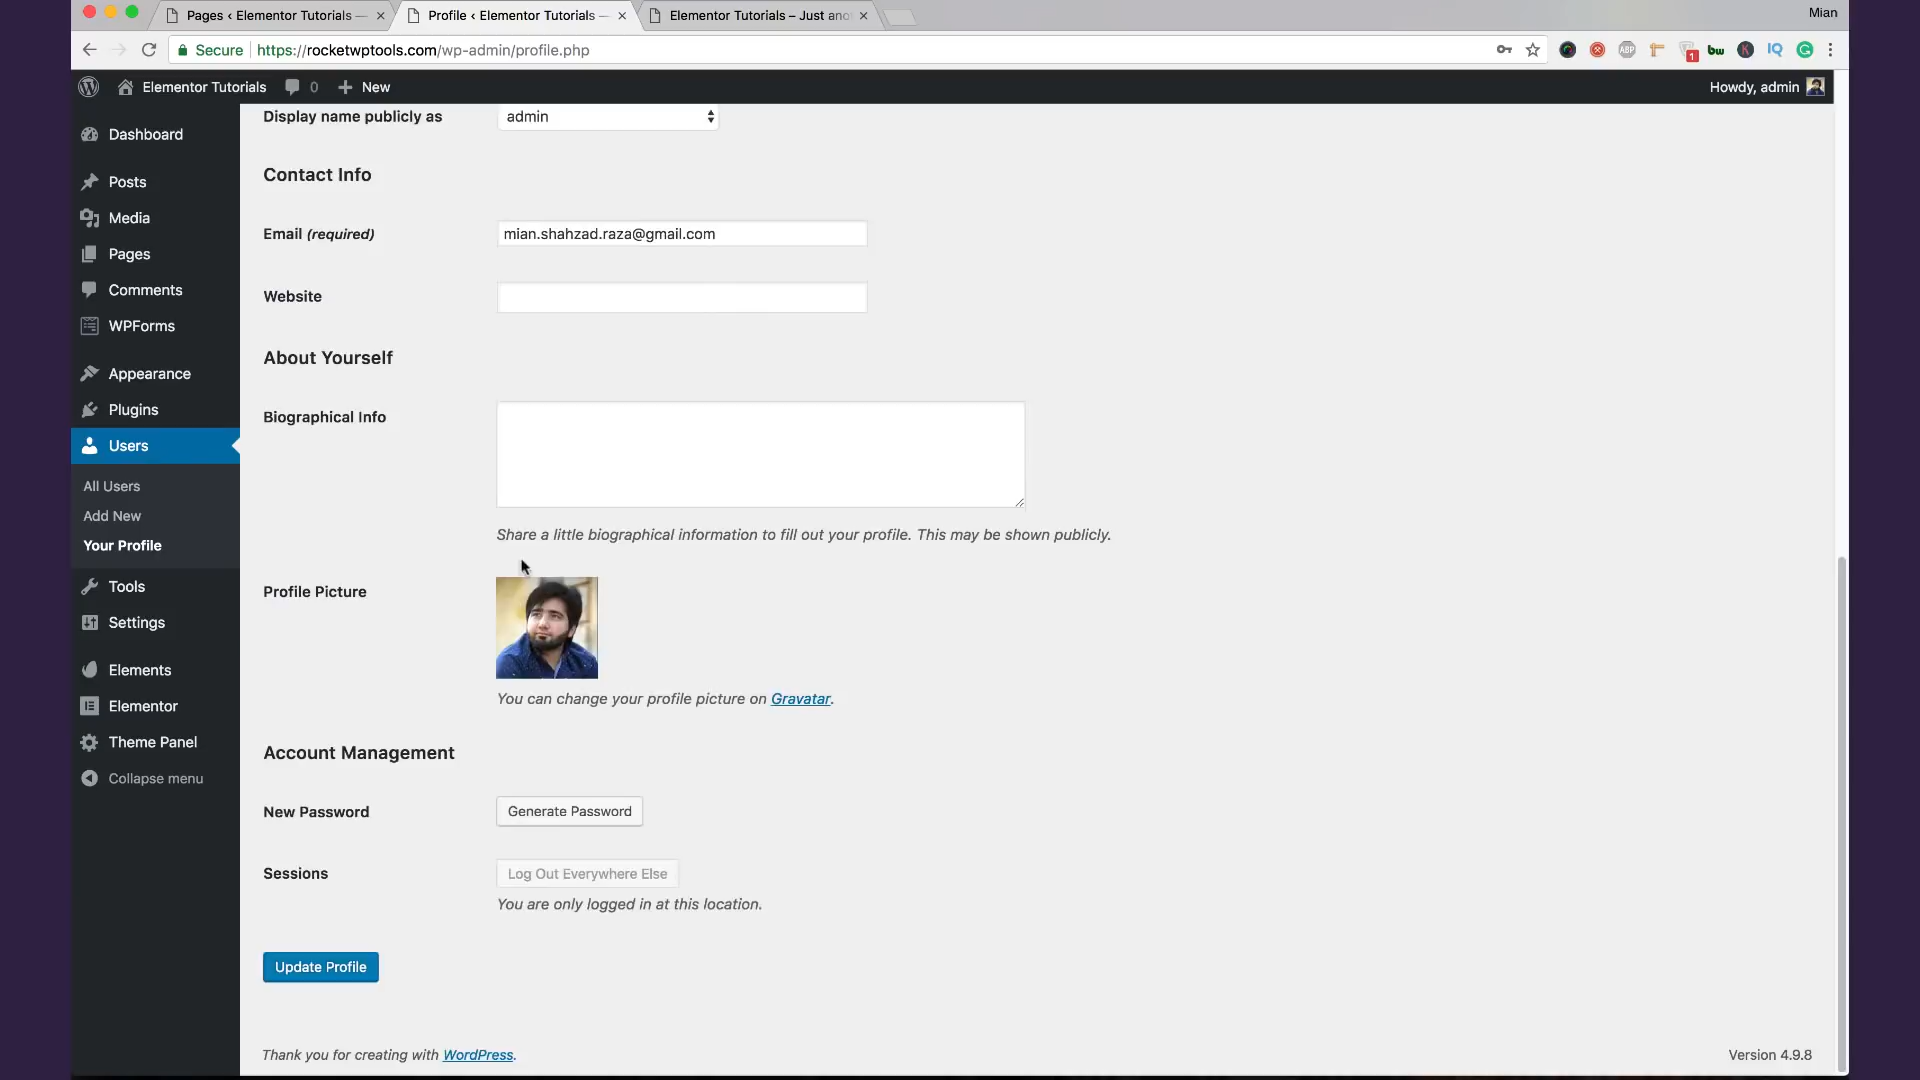 Pages ‹ Elementor Tutorials —
Profile ‹ Elementor Tutorials —
Elementor Tutorials – Just
Mian
Secure https://rocketwptools.com/wp-admin/profile.php
ABP
1
bw
K
IQ
Elementor Tutorials 0 New
Howdy, admin
Dashboard
Posts
Media
Pages
Comments
WPForms
Appearance
Plugins
Users
All Users
Add New
Your Profile
Tools
Settings
Elements
Elementor
Theme Panel
Collapse menu
Display name publicly as admin
Contact Info
Email (required) mian.shahzad.raza@gmail.com
Website
About Yourself
Biographical Info
Share a little biographical information to fill out your profile. This may be shown publicly.
Profile Picture
You can change your profile picture on Gravatar.
Account Management
New Password Generate Password
Sessions Log Out Everywhere Else
You are only logged in at this location.
Update Profile
Thank you for creating with WordPress.
Version 4.9.8